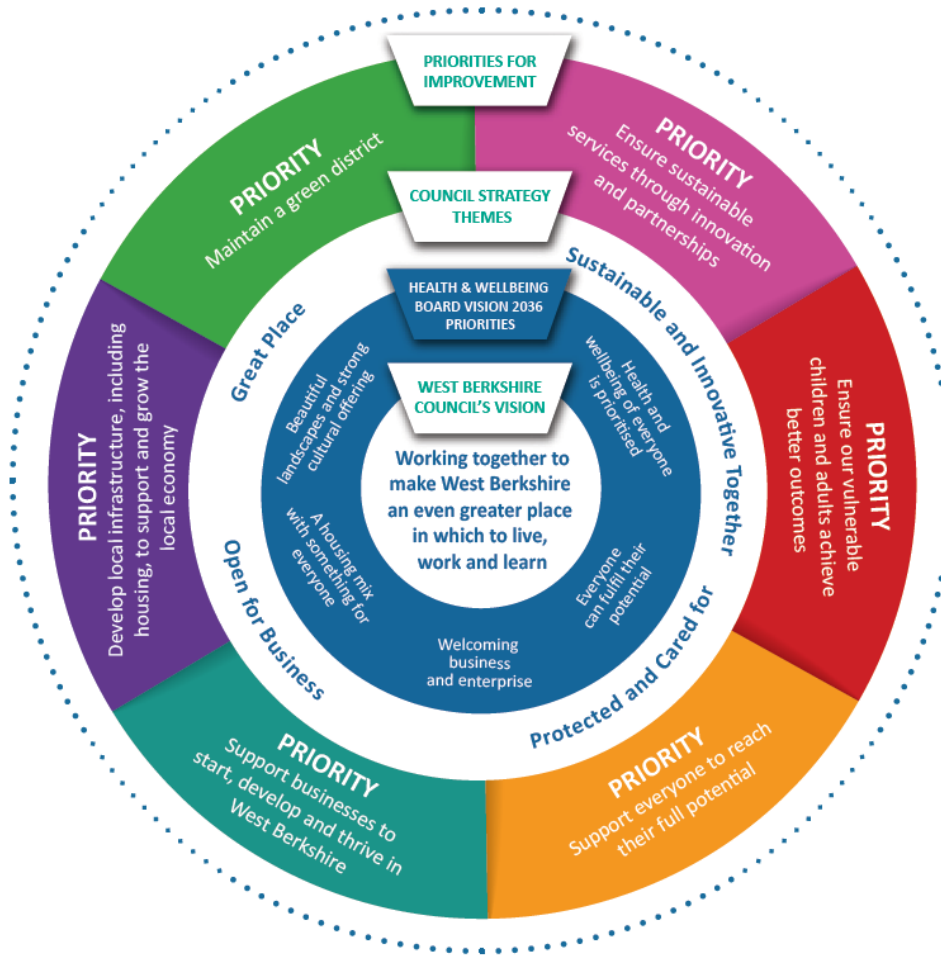 PRIORITIES FOR
IMPROVEMENT
PRIORITY
Maintain a green district
PRIORITY
Ensure sustainable
services through innovation
and partnerships
PRIORITY
Ensure our vulnerable
children and adults achieve
better outcomes
PRIORITY
Support everyone to reach
their full potential
PRIORITY
Support businesses to
start, develop and thrive in
West Berkshire
PRIORITY
Develop local infrastructure, including
housing, to support and grow the
local economy
COUNCIL STRATEGY
THEMES
Great Place
Sustainable and Innovative Together
Protected and Cared for
Open for Business
HEALTH & WELLBEING
BOARD VISION 2036
PRIORITIES
Beautiful
landscapes and strong
cultural offering
Health and
wellbeing of everyone
is prioritised
Everyone
can fulfil their
potential
Welcoming
business
and enterprise
A housing mix
with something for
everyone
WEST BERKSHIRE
COUNCIL'S VISION
Working together to
make West Berkshire
an even greater place
in which to live,
work and learn